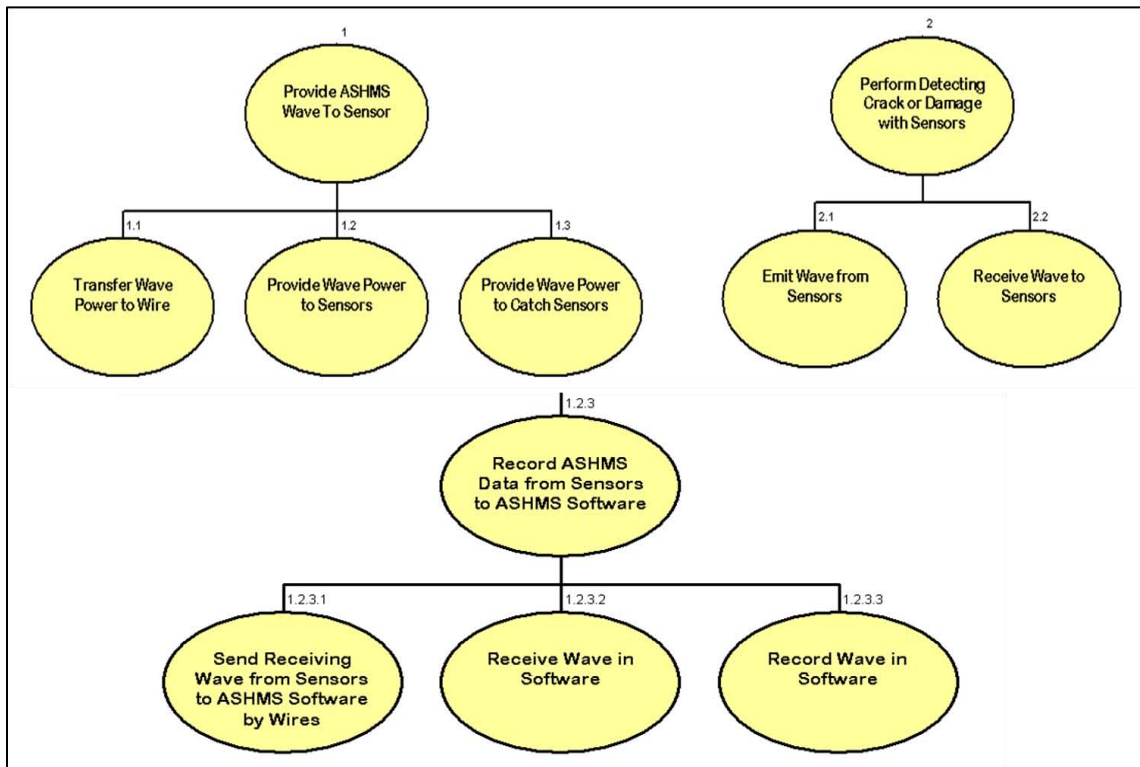 1
Provide ASHMS
Wave To Sensor
2
Perform Detecting
Crack or Damage
with Sensors
1.1
Transfer Wave
Power to Wire
1.2
Provide Wave Power
to Sensors
1.3
Provide Wave Power
to Catch Sensors
2.1
Emit Wave from
Sensors
2.2
Receive Wave to
Sensors
1.2.3
Record ASHMS
Data from Sensors
to ASHMS Software
1.2.3.1
Send Receiving
Wave from Sensors
to ASHMS Software
by Wires
1.2.3.2
Receive Wave in
Software
1.2.3.3
Record Wave in
Software